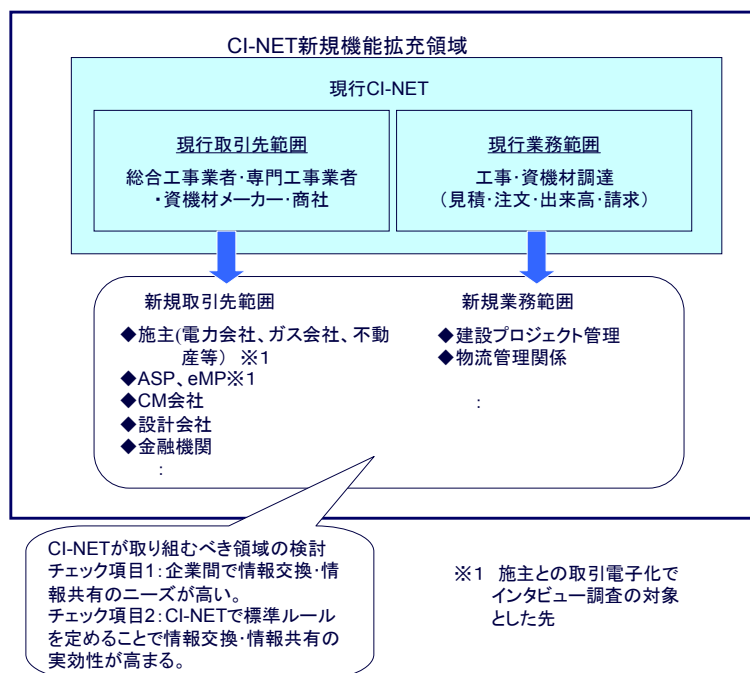 CI-NET新規機能拡充領域
現行CI-NET
現行取引先範囲
総合工事業者・専門工事業者
・資機材メーカー・商社
現行業務範囲
工事・資機材調達
（見積・注文・出来高・請求）
新規取引先範囲
◆施主(電力会社、ガス会社、不動
産等） ※1
◆ASP、eMP※1
◆CM会社
◆設計会社
◆金融機関
：
新規業務範囲
◆建設プロジェクト管理
◆物流管理関係
：
CI-NETが取り組むべき領域の検討
チェック項目1：企業間で情報交換・情
報共有のニーズが高い。
チェック項目2：CI-NETで標準ルール
を定めることで情報交換・情報共有の
実効性が高まる。
※1 施主との取引電子化で
インタビュー調査の対象
とした先